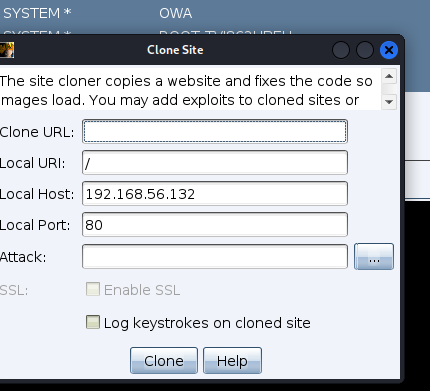 SYSTEM * OWA
SYSTEM *
Clone Site
The site cloner copies a website and fixes the code so
images load. You may add exploits to cloned sites or
Clone URL:
Local URI: /
Local Host: 192.168.56.132
Local Port: 80
Attack: ...
SSL: Enable SSL
Log keystrokes on cloned site
Clone Help